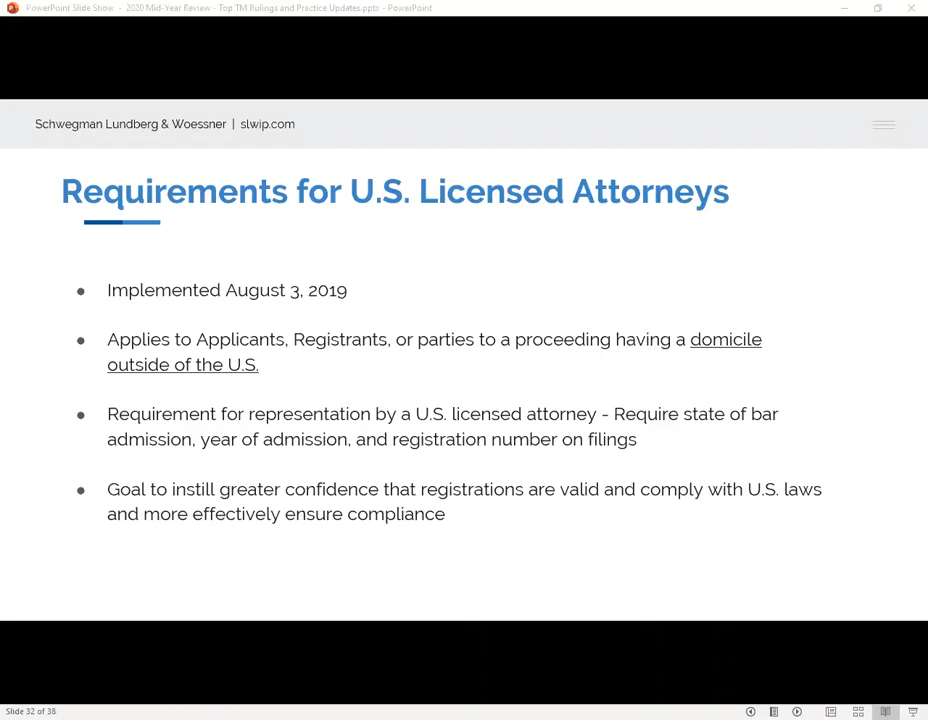 PowerPoint Slide Show - 2020 Mid-Year Review - Top TM Rulings and Practice Updates.pptx - PowerPoint
Schwegman Lundberg & Woessner | slwip.com
Requirements for U.S. Licensed Attorneys
● Implemented August 3, 2019
● Applies to Applicants, Registrants, or parties to a proceeding having a domicile
outside of the U.S.
● Requirement for representation by a U.S. licensed attorney - Require state of bar
admission, year of admission, and registration number on filings
● Goal to instill greater confidence that registrations are valid and comply with U.S. laws
and more effectively ensure compliance
Slide 32 of 38